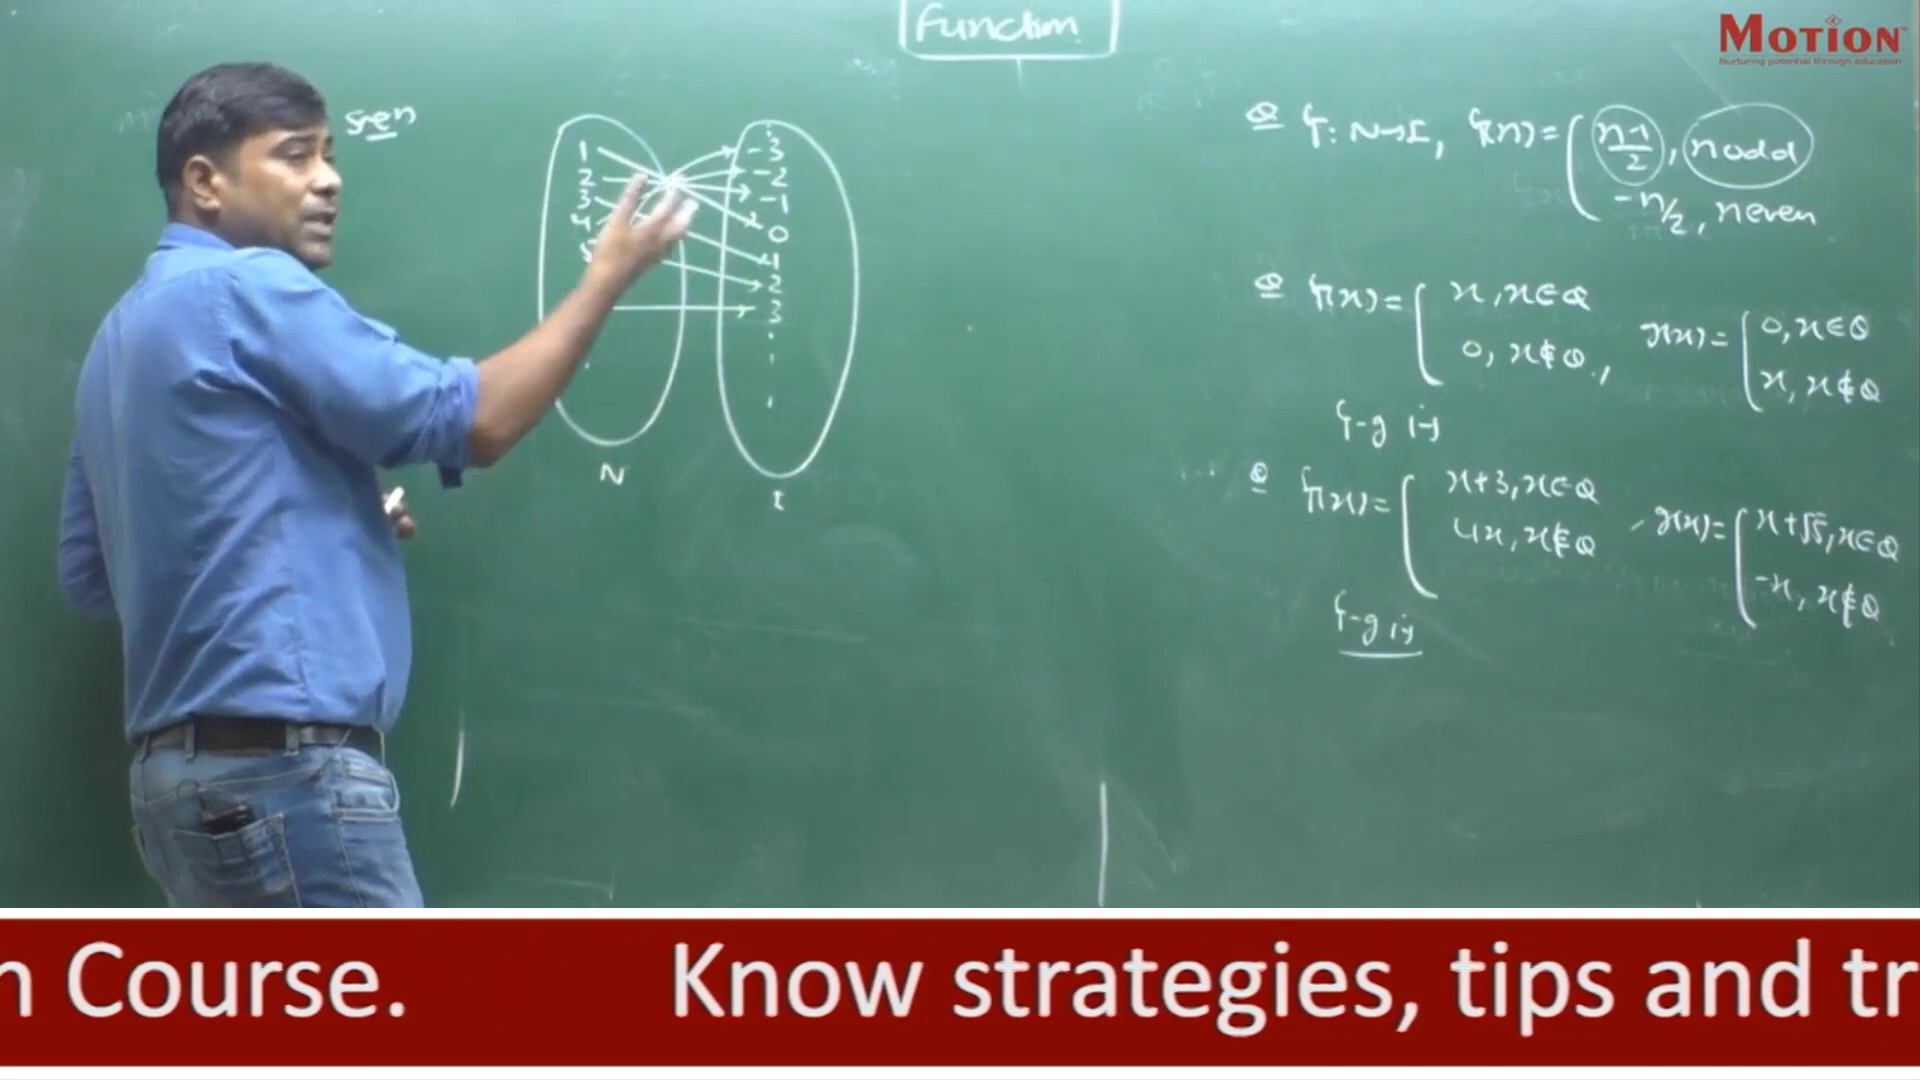 Function
MOTION
Nurturing potential through education
1
2
3
4
5
N
-3
-2
-1
0
1
2
3
I
Q f: N→I, f(n) = { n-1/2, n odd
-n/2, n even
Q f(x) = { x, x∈Q
0, x∉Q, g(x) = { 0, x∈Q
x, x∉Q
f-g is
Q f(x) = { x+3, x∈Q
4x, x∉Q, g(x) = { x+√5, x∈Q
-x, x∉Q
f-g is
n Course. Know strategies, tips and tr